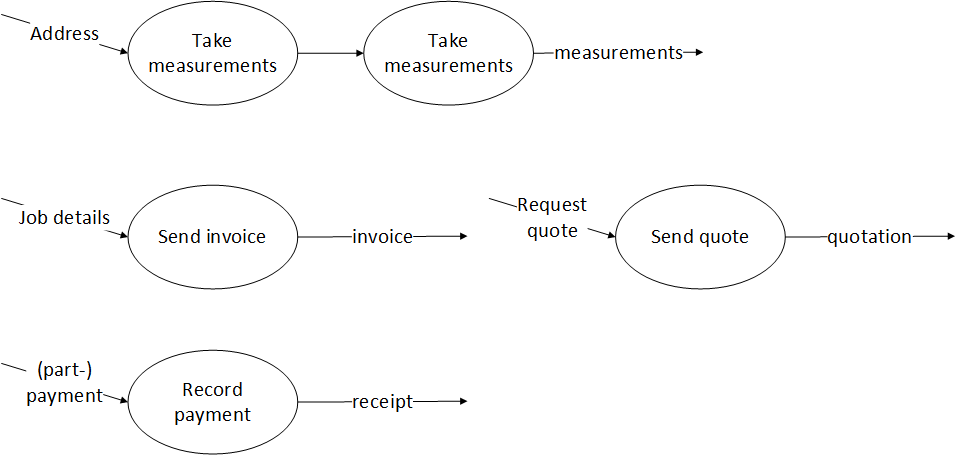 Address
Take
measurements
Take
measurements
measurements
Job details
Send invoice
invoice
Request
quote
Send quote
quotation
(part-)
payment
Record
payment
receipt